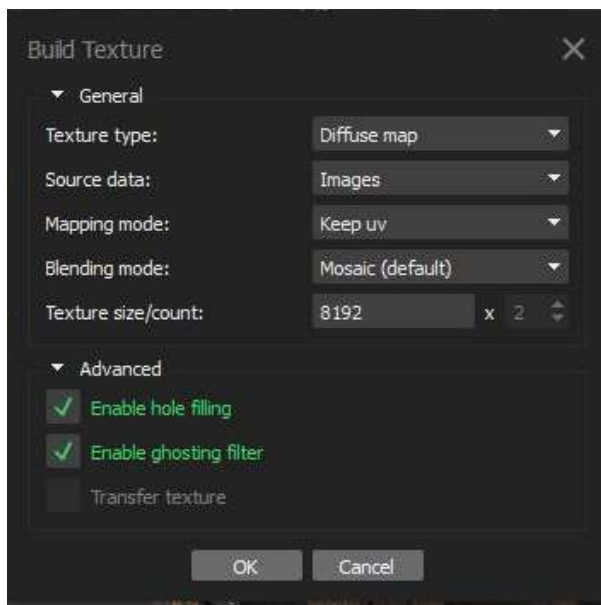 Build Texture
General
Texture type: Diffuse map
Source data: Images
Mapping mode: Keep uv
Blending mode: Mosaic (default)
Texture size/count: 8192 x 2
Advanced
Enable hole filling
Enable ghosting filter
Transfer texture
OK Cancel